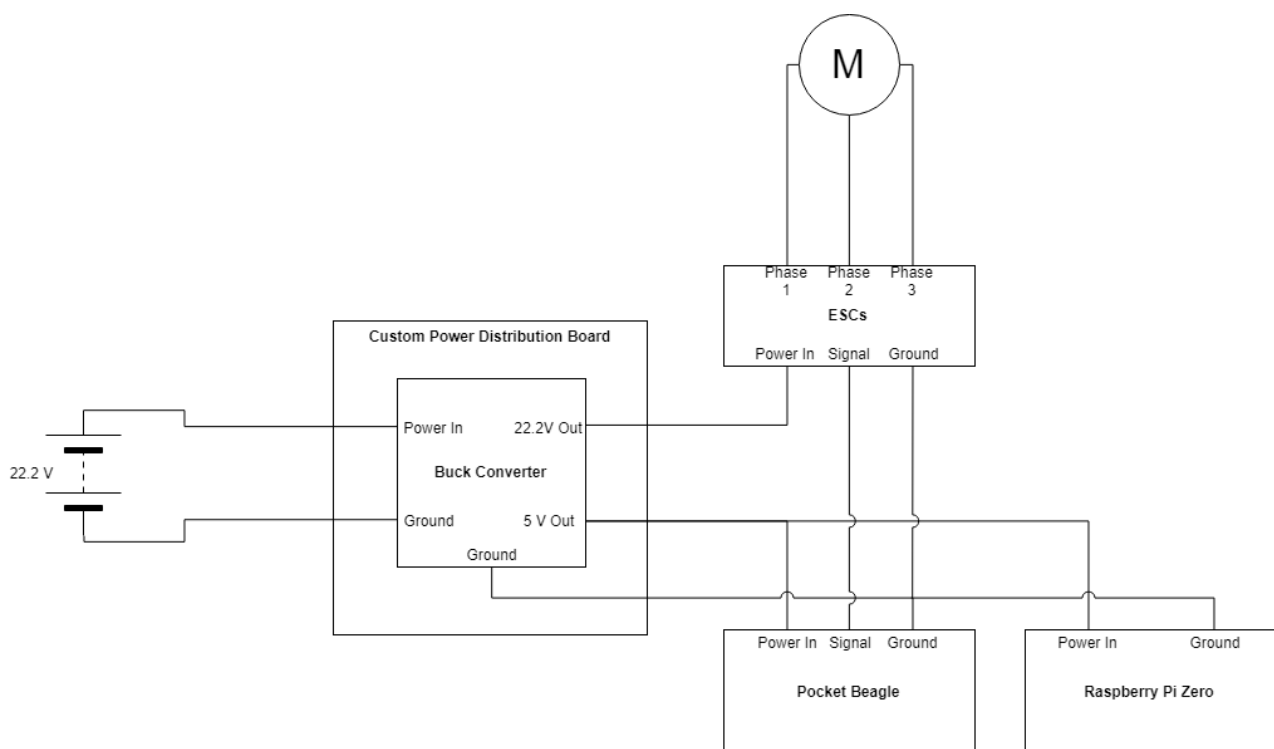 M
Phase Phase Phase
1 2 3
ESCs
Power In Signal Ground
Custom Power Distribution Board
Power In 22.2V Out
22.2 V
Buck Converter
Ground 5 V Out
Ground
Power In Signal Ground
Pocket Beagle
Power In Ground
Raspberry Pi Zero